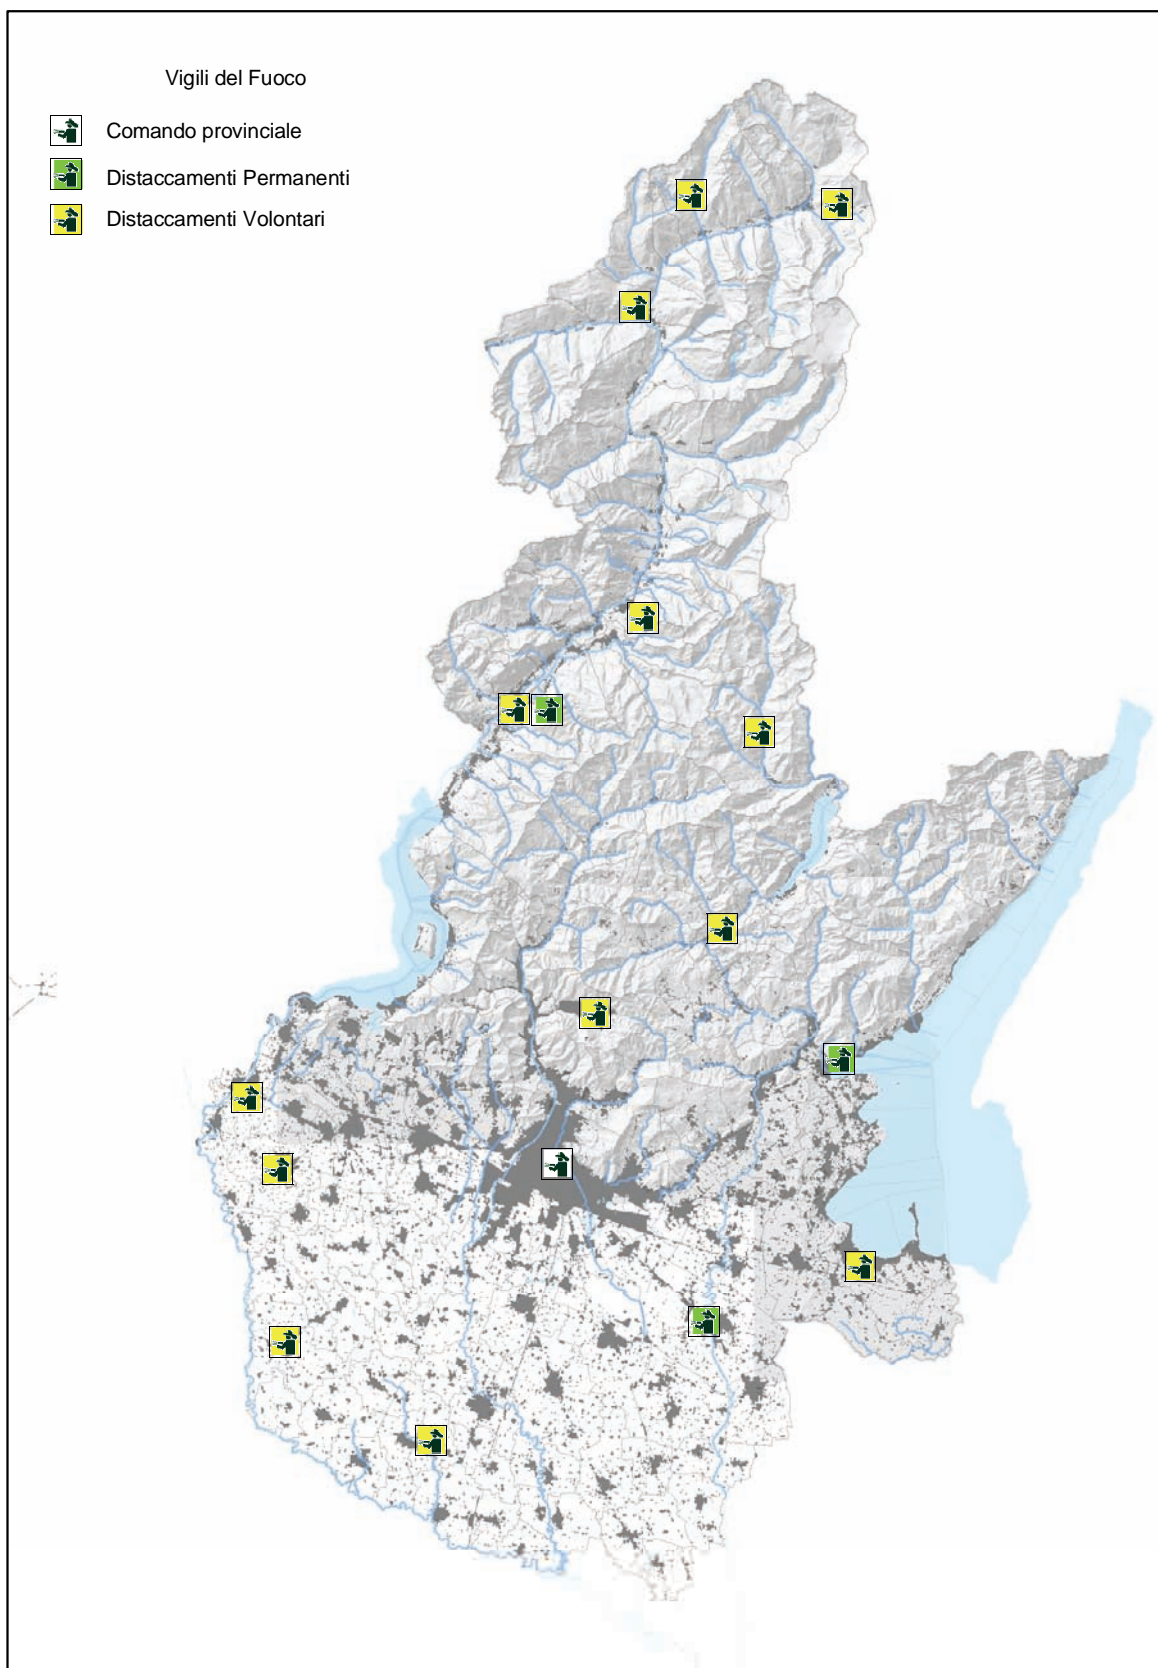 Vigili del Fuoco
Comando provinciale
Distaccamenti Permanenti
Distaccamenti Volontari